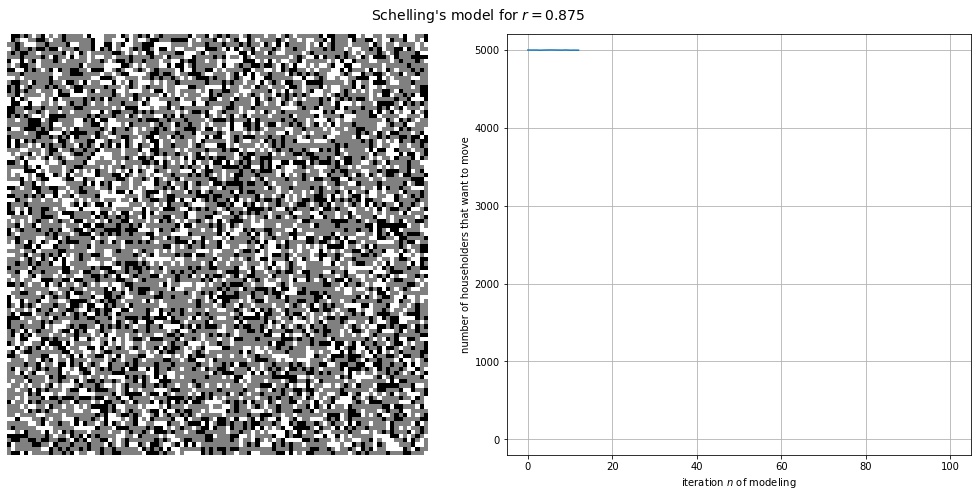 Schelling's model for r = 0.875
number of householders that want to move
5000
4000
3000
2000
1000
0
0 20 40 60 80 100
iteration n of modeling